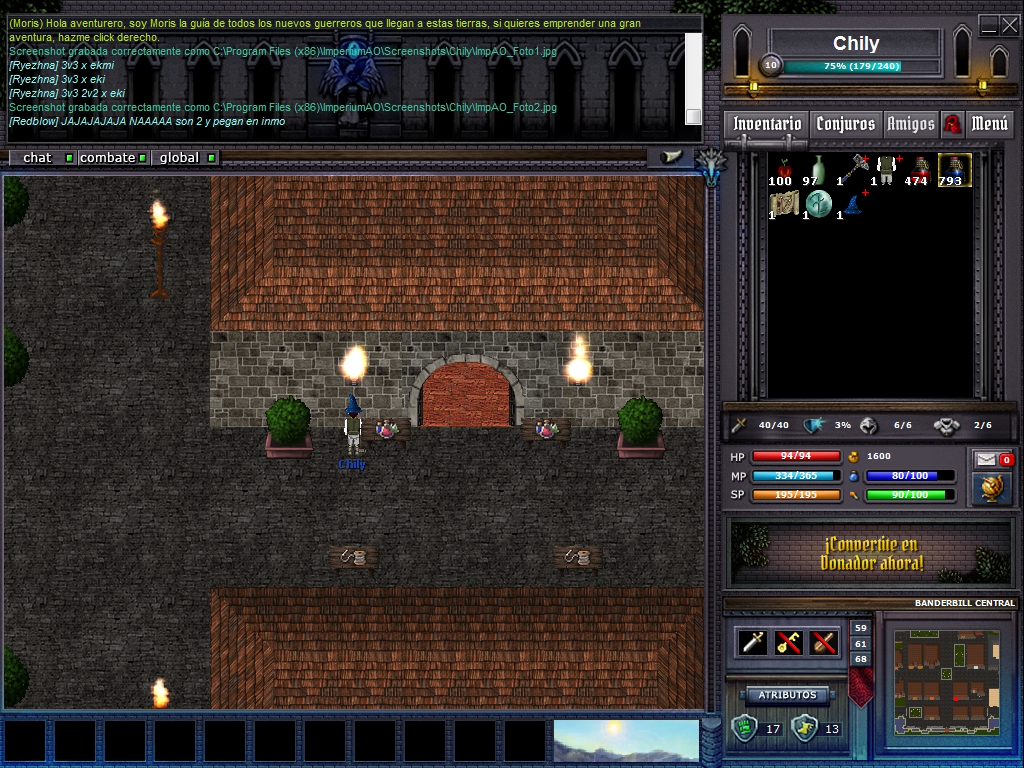 (Moris) Hola aventurero, soy Moris la guía de todos los nuevos guerreros que llegan a estas tierras, si quieres emprender una gran
aventura, hazme click derecho.
Screenshot grabada correctamente como C:\Program Files (x86)\ImperiumAO\Screenshots\Chily\ImpAO_Foto1.jpg
[Ryezhna] 3v3 x ekmi
[Ryezhna] 3v3 x eki
[Ryezhna] 3v3 2v2 x eki
Screenshot grabada correctamente como C:\Program Files (x86)\ImperiumAO\Screenshots\Chily\ImpAO_Foto2.jpg
[Redblow] JAJAJAJAJA NAAAAA son 2 y pegan en inmo
chat
combate
global
Chily
10
75% (179/240)
Inventario
Conjuros
Amigos
Menú
100
97
1
1
474
793
1
1
1
40/40
3%
6/6
2/6
HP
94/94
1600
0
MP
334/365
80/100
SP
195/195
90/100
¡Convertite en
Donador ahora!
BANDERBILL CENTRAL
59
61
68
ATRIBUTOS
17
13
Chily